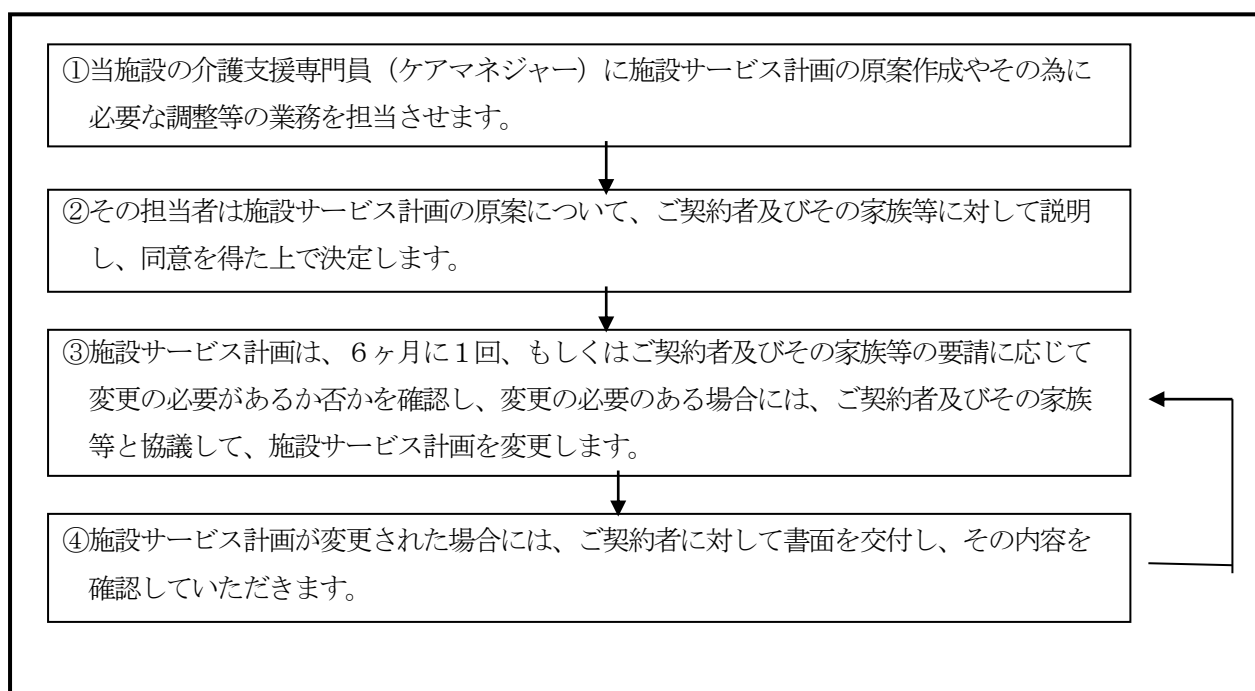 ①当施設の介護支援専門員（ケアマネジャー）に施設サービス計画の原案作成やその為に
必要な調整等の業務を担当させます。
②その担当者は施設サービス計画の原案について、ご契約者及びその家族等に対して説明
し、同意を得た上で決定します。
③施設サービス計画は、６ヶ月に１回、もしくはご契約者及びその家族等の要請に応じて
変更の必要があるか否かを確認し、変更の必要のある場合には、ご契約者及びその家族
等と協議して、施設サービス計画を変更します。
④施設サービス計画が変更された場合には、ご契約者に対して書面を交付し、その内容を
確認していただきます。